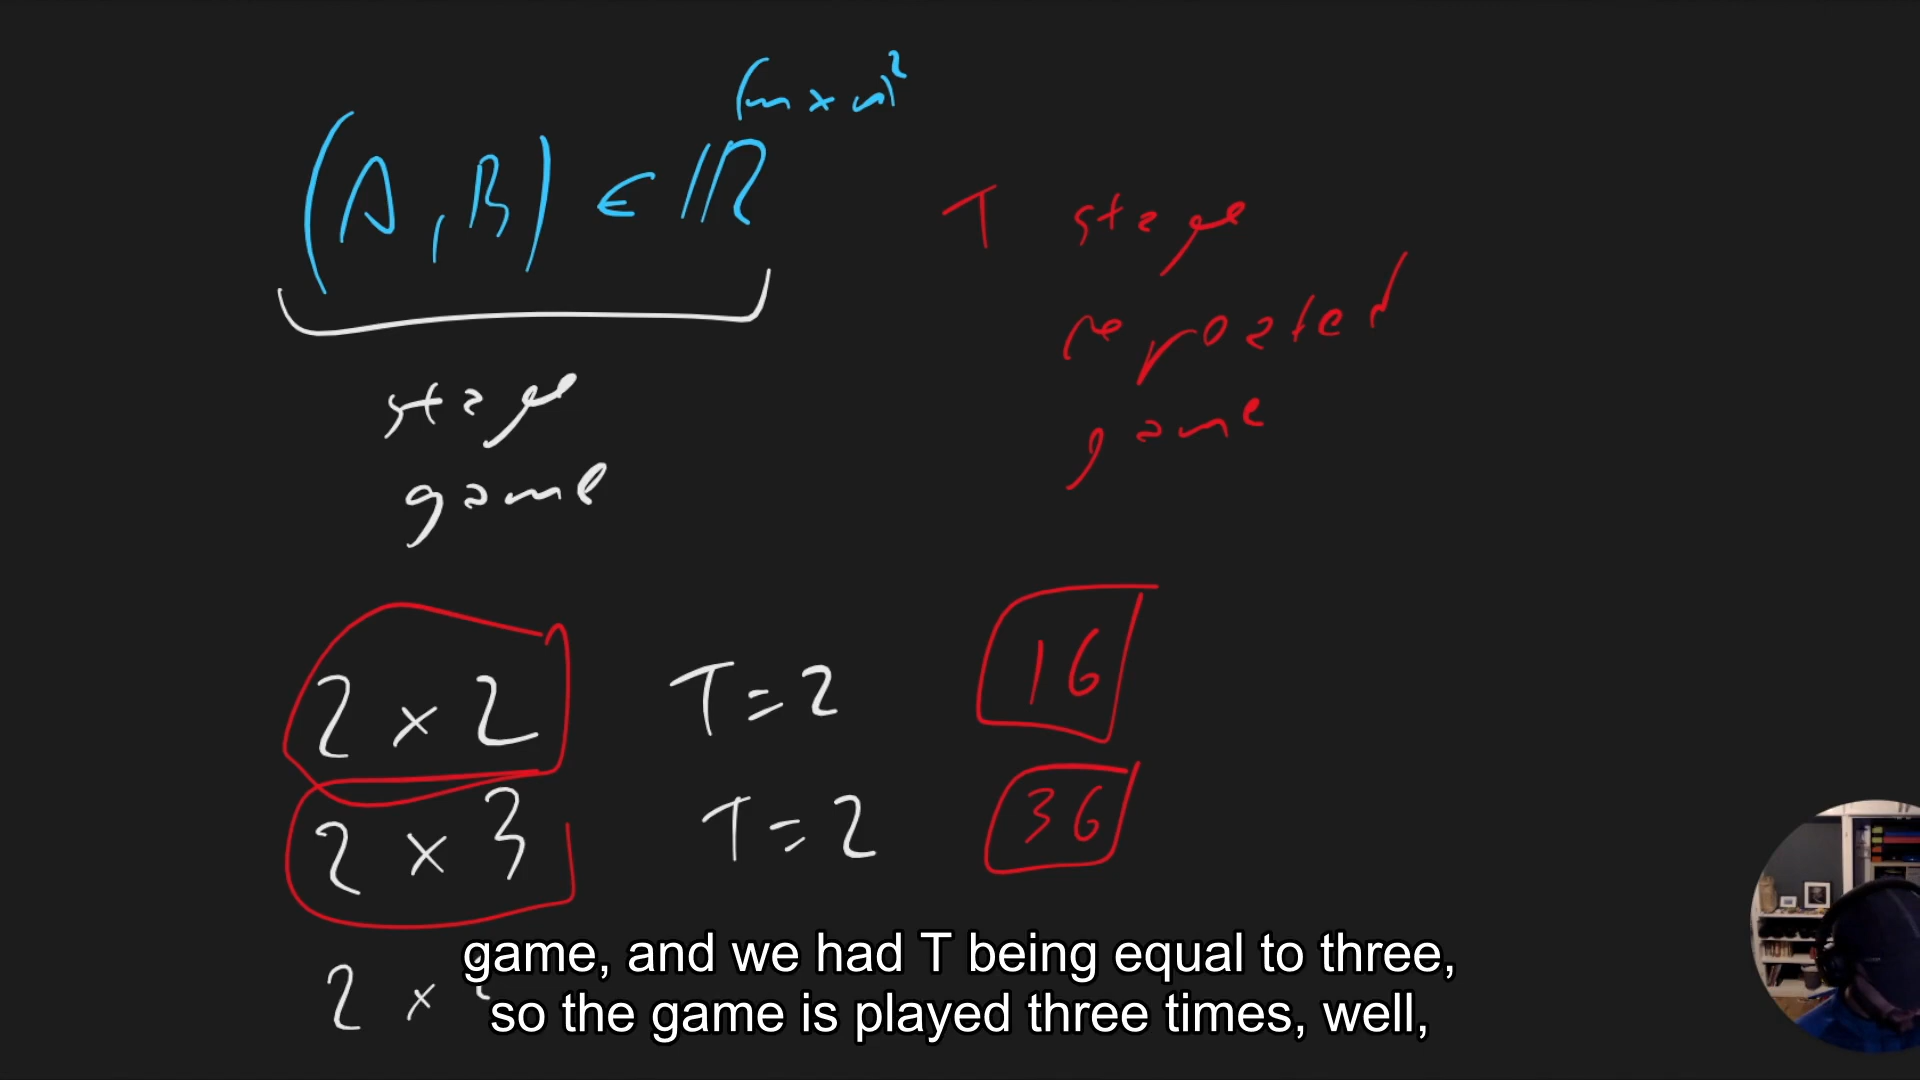 (A, B) ∈ ℝ^(m × n)²
stage
game
T stage
repeated
game
2 × 2 T = 2 16
2 × 3 T = 2 36
2 ×
game, and we had T being equal to three,
so the game is played three times, well,